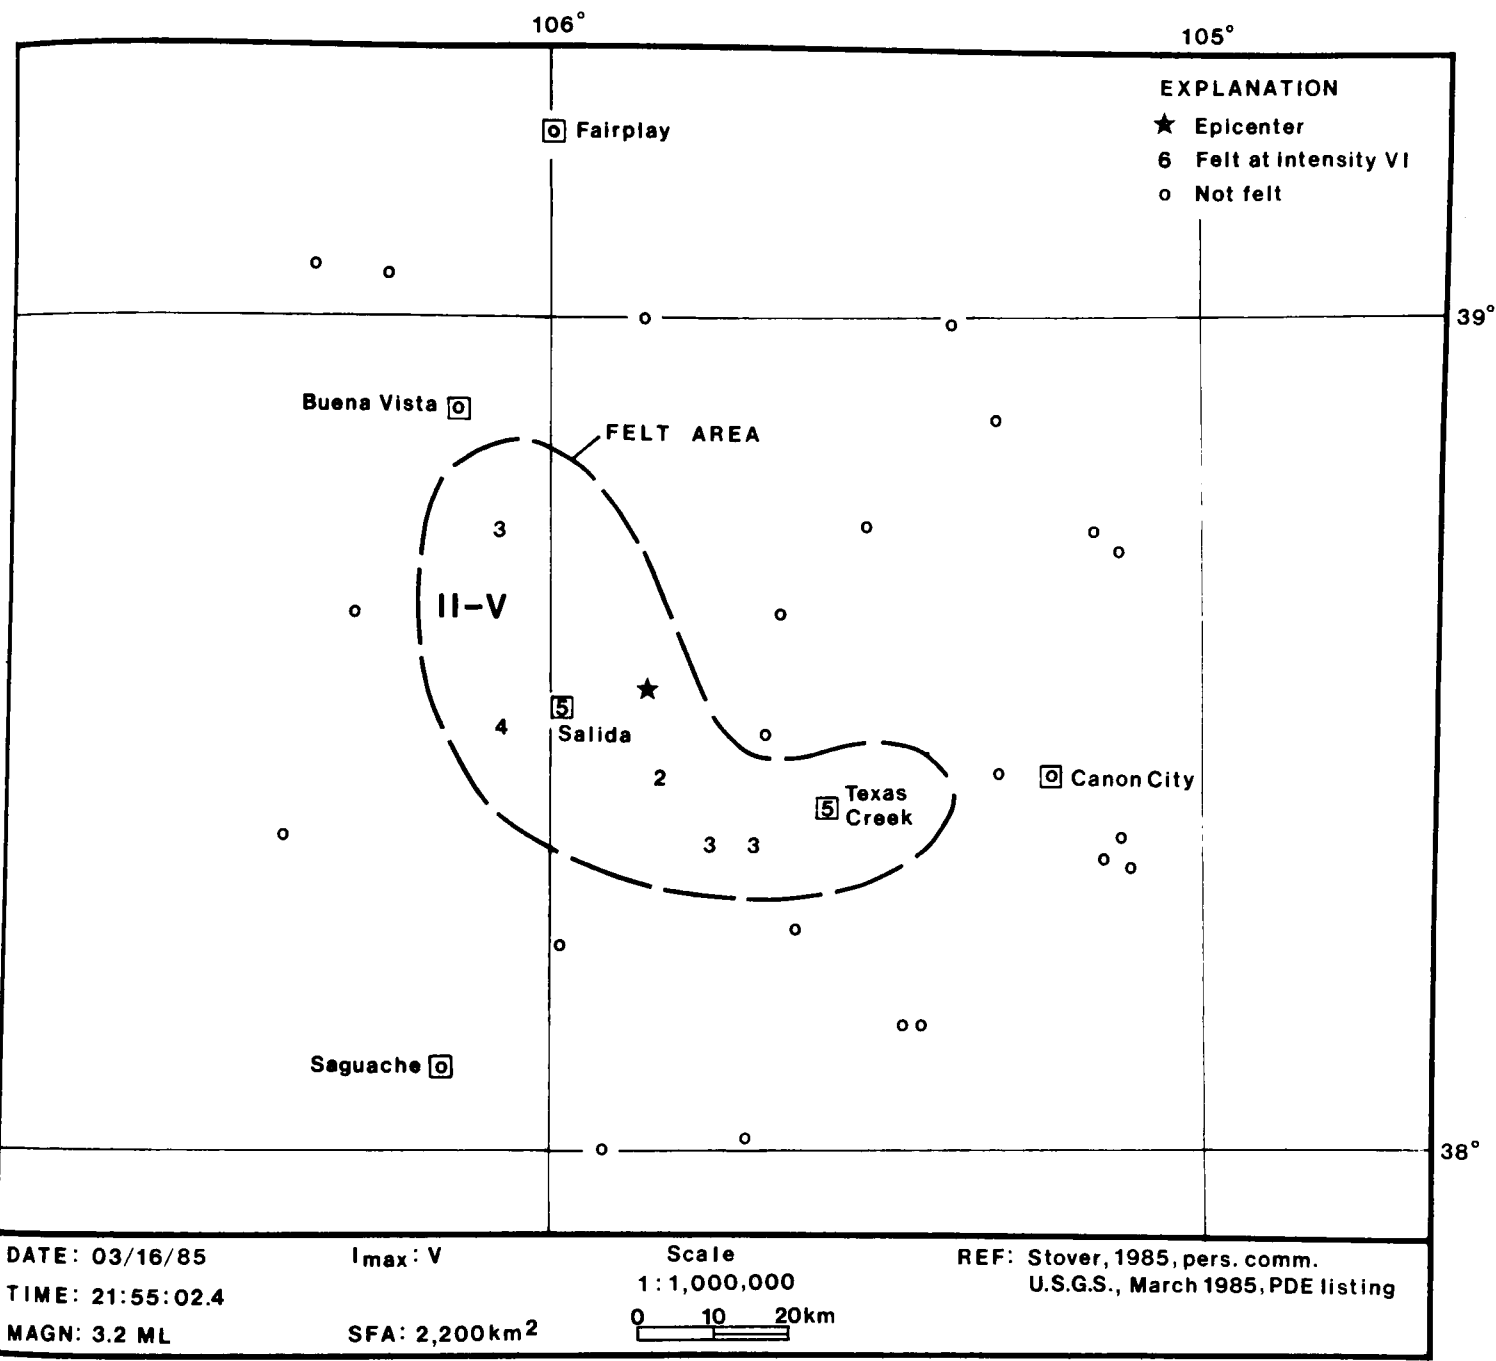 106°
105°
EXPLANATION
★ Epicenter
6 Felt at intensity VI
o Not felt
Fairplay
39°
Buena Vista
FELT AREA
3
II-V
5
Salida
4
2
Texas
Creek
5
3 3
Canon City
Saguache
38°
DATE: 03/16/85
TIME: 21:55:02.4
MAGN: 3.2 ML
Imax: V
SFA: 2,200 km2
Scale
1:1,000,000
0 10 20km
REF: Stover, 1985, pers. comm.
U.S.G.S., March 1985, PDE listing